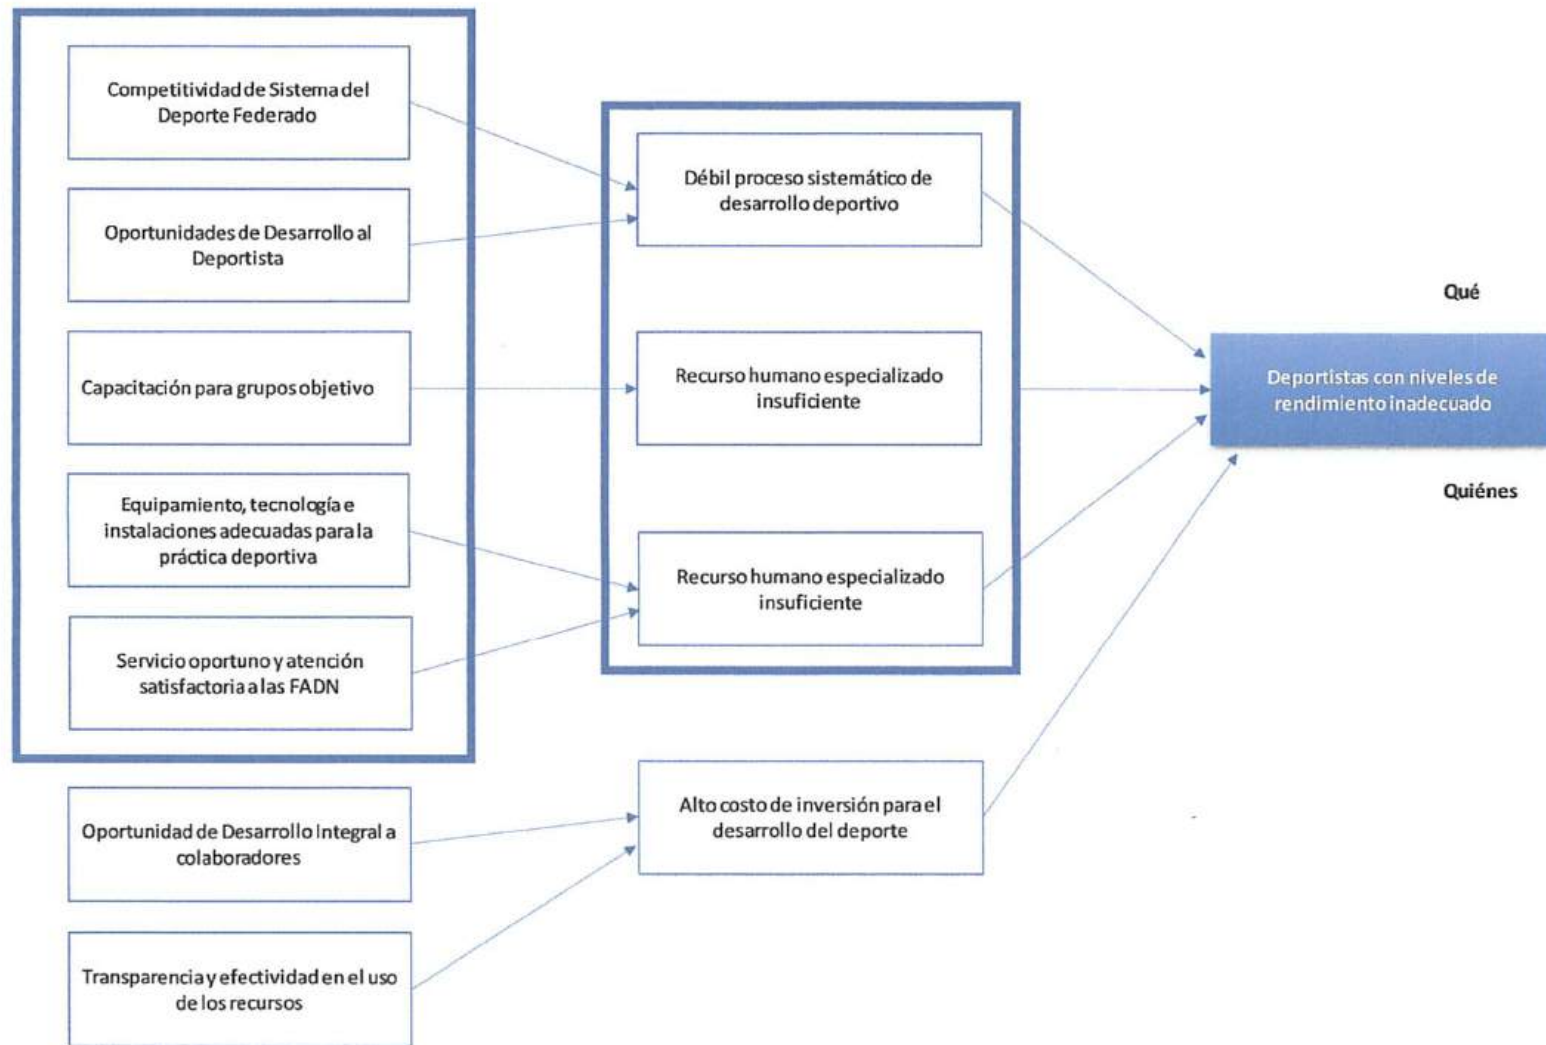 Competitividad de Sistema del
Deporte Federado
Oportunidades de Desarrollo al
Deportista
Capacitación para grupos objetivo
Equipamiento, tecnología e
instalaciones adecuadas para la
práctica deportiva
Servicio oportuno y atención
satisfactoria a las FADN
Oportunidad de Desarrollo Integral a
colaboradores
Transparencia y efectividad en el uso
de los recursos
Débil proceso sistemático de
desarrollo deportivo
Recurso humano especializado
insuficiente
Recurso humano especializado
insuficiente
Alto costo de inversión para el
desarrollo del deporte
Qué
Deportistas con niveles de
rendimiento inadecuado
Quiénes